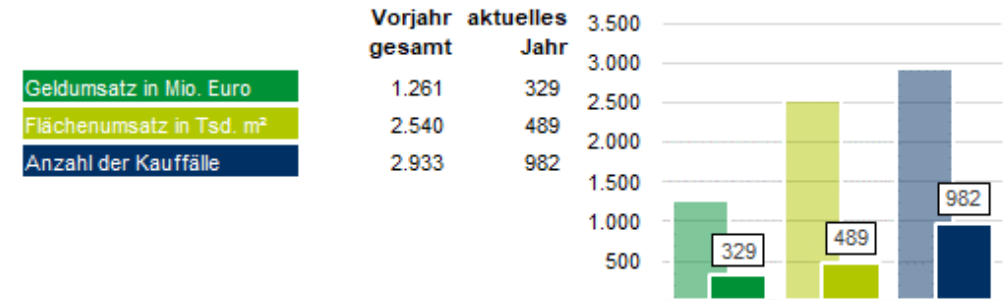 Vorjahr aktuelles
gesamt Jahr
Geldumsatz in Mio. Euro 1.261 329
Flächenumsatz in Tsd. m² 2.540 489
Anzahl der Kauffälle 2.933 982
3.500
3.000
2.500
2.000
1.500
1.000
500
329
489
982